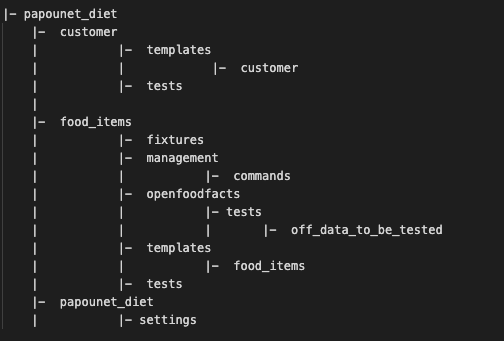 |- papounet_diet
|-  customer
|  |-  templates
|  |  |-  customer
|  |-  tests
|
|-  food_items
|  |-  fixtures
|  |-  management
|  |  |-  commands
|  |-  openfoodfacts
|  |  |- tests
|  |  |  |-  off_data_to_be_tested
|  |-  templates
|  |  |-  food_items
|  |-  tests
|-  papounet_diet
|  |- settings